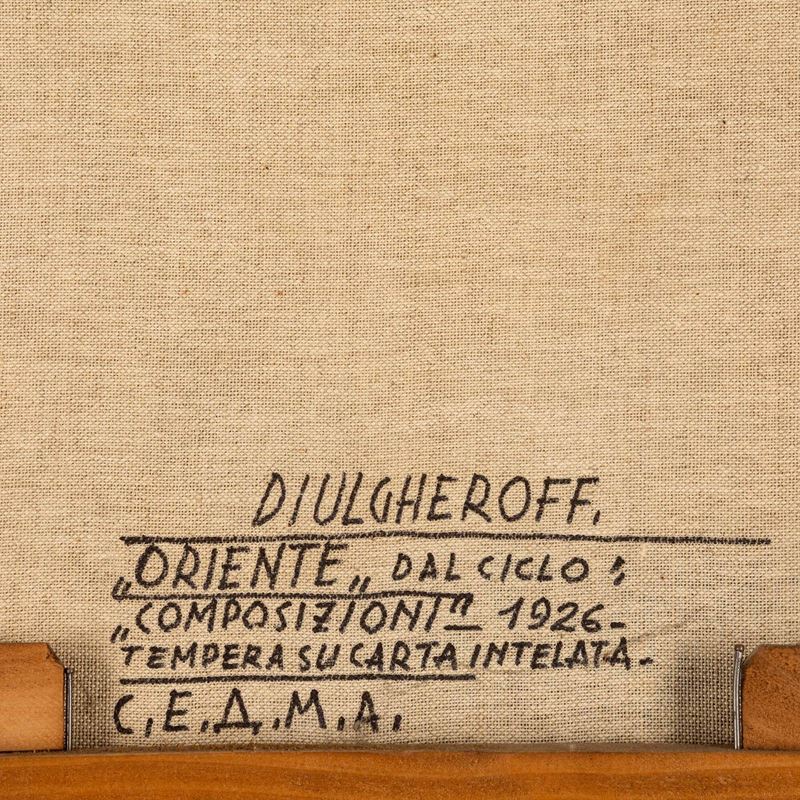 DIULGHEROFF.
„ORIENTE„ DAL CICLO:
„COMPOSIZIONI" 1926-
TEMPERA SU CARTA INTELATA-
C.E.Д.M.A.